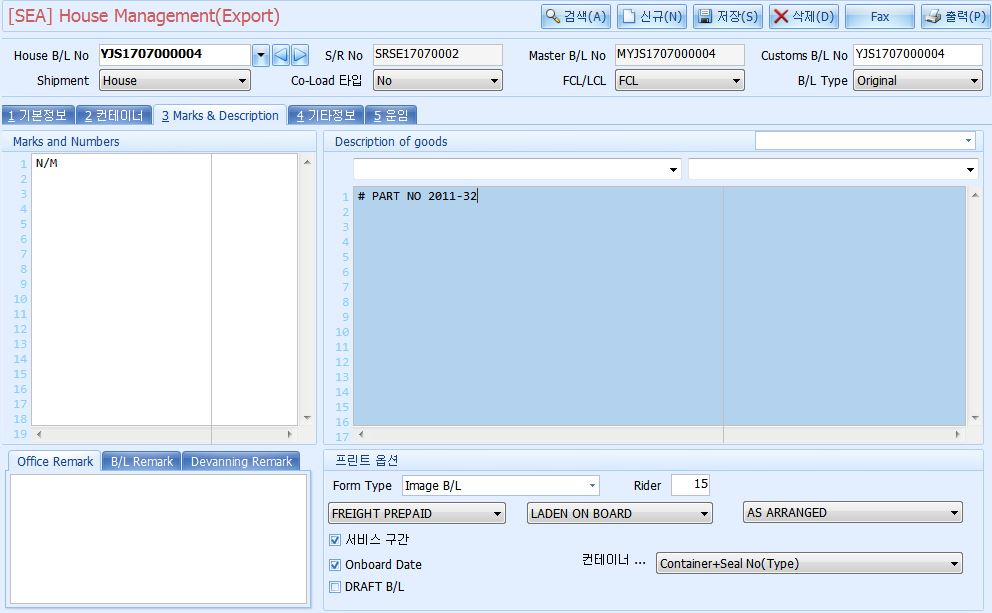 [SEA] House Management(Export)
검색(A) 신규(N) 저장(S) 삭제(D) Fax 출력(P)
House B/L No YJS1707000004 S/R No SRSE17070002 Master B/L No MYJS1707000004 Customs B/L No YJS1707000004
Shipment House Co-Load 타입 No FCL/LCL FCL B/L Type Original
1 기본정보 2 컨테이너 3 Marks & Description 4 기타정보 5 운임
Marks and Numbers Description of goods
1 N/M
2
3
4
5
6
7
8
9
10
11
12
13
14
15
16
17
18
19
1 # PART NO 2011-32
2
3
4
5
6
7
8
9
10
11
12
13
14
15
16
17
Office Remark B/L Remark Devanning Remark
프린트 옵션
Form Type Image B/L Rider 15
FREIGHT PREPAID LADEN ON BOARD AS ARRANGED
서비스 구간
Onboard Date 컨테이너 ... Container+Seal No(Type)
DRAFT B/L